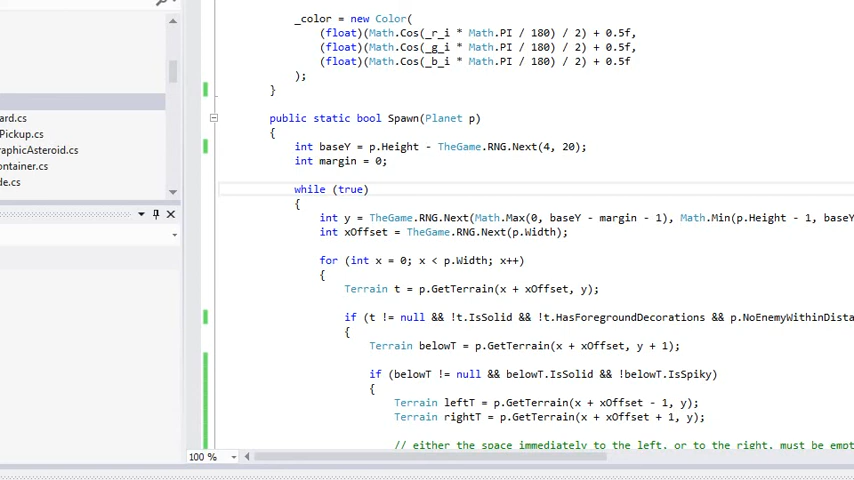 _color = new Color(
(float)(Math.Cos(_r_i * Math.PI / 180) / 2) + 0.5f,
(float)(Math.Cos(_g_i * Math.PI / 180) / 2) + 0.5f,
(float)(Math.Cos(_b_i * Math.PI / 180) / 2) + 0.5f
);
}
public static bool Spawn(Planet p)
{
int baseY = p.Height - TheGame.RNG.Next(4, 20);
int margin = 0;
while (true)
{
int y = TheGame.RNG.Next(Math.Max(0, baseY - margin - 1), Math.Min(p.Height - 1, baseY
int xOffset = TheGame.RNG.Next(p.Width);
for (int x = 0; x < p.Width; x++)
{
Terrain t = p.GetTerrain(x + xOffset, y);
if (t != null && !t.IsSolid && !t.HasForegroundDecorations && p.NoEnemyWithinDista
{
Terrain belowT = p.GetTerrain(x + xOffset, y + 1);
if (belowT != null && belowT.IsSolid && !belowT.IsSpiky)
{
Terrain leftT = p.GetTerrain(x + xOffset - 1, y);
Terrain rightT = p.GetTerrain(x + xOffset + 1, y);
// either the space immediately to the left, or to the right, must be empt
ard.cs
Pickup.cs
raphicAsteroid.cs
ontainer.cs
de.cs
100 %